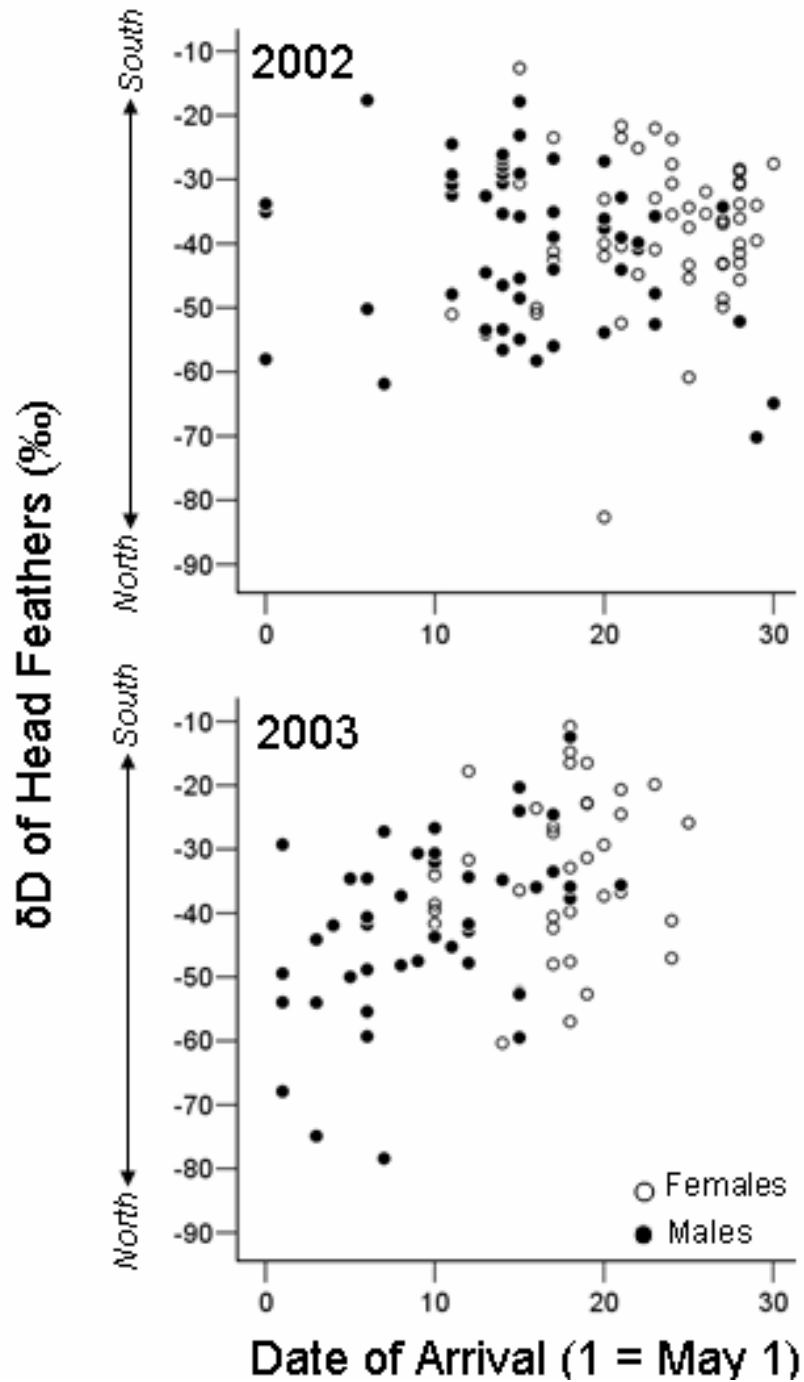 δD of Head Feathers (‰)
South
North
2002
-10
-20
-30
-40
-50
-60
-70
-80
-90
0 10 20 30
South
North
2003
-10
-20
-30
-40
-50
-60
-70
-80
-90
Females
Males
0 10 20 30
Date of Arrival (1 = May 1)